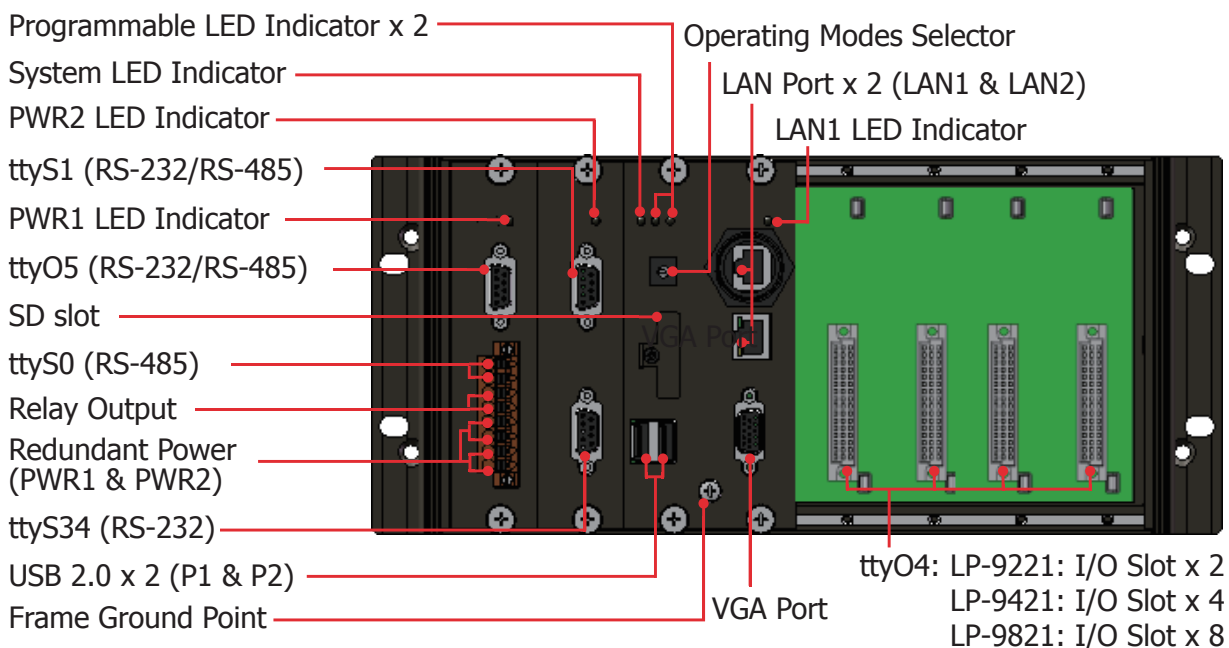 Programmable LED Indicator x 2
System LED Indicator
PWR2 LED Indicator
ttyS1 (RS-232/RS-485)
PWR1 LED Indicator
ttyO5 (RS-232/RS-485)
SD slot
ttyS0 (RS-485)
Relay Output
Redundant Power
(PWR1 & PWR2)
ttyS34 (RS-232)
USB 2.0 x 2 (P1 & P2)
Frame Ground Point
Operating Modes Selector
LAN Port x 2 (LAN1 & LAN2)
LAN1 LED Indicator
VGA Port
VGA Port
ttyO4: LP-9221: I/O Slot x 2
LP-9421: I/O Slot x 4
LP-9821: I/O Slot x 8